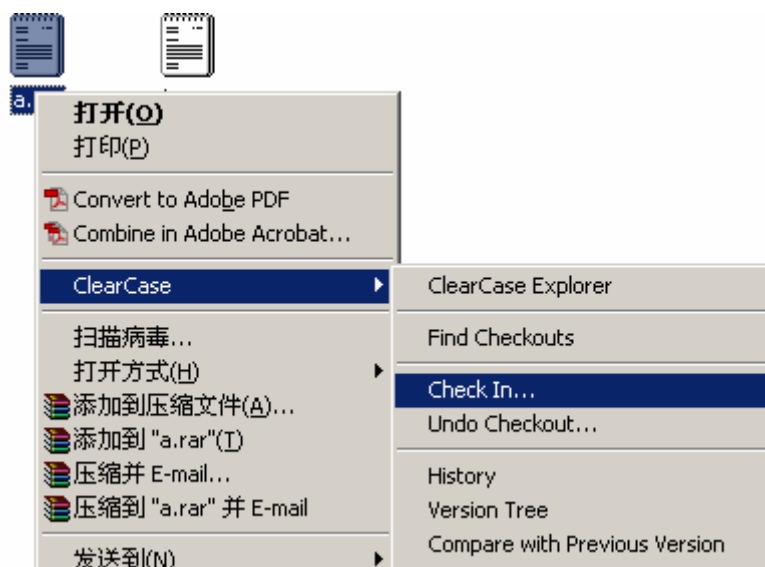 a.
打开(O)
打印(P)
Convert to Adobe PDF
Combine in Adobe Acrobat...
ClearCase
扫描病毒...
打开方式(H)
添加到压缩文件(A)...
添加到 "a.rar"(T)
压缩并 E-mail...
压缩到 "a.rar" 并 E-mail
发送到(N)
ClearCase Explorer
Find Checkouts
Check In...
Undo Checkout...
History
Version Tree
Compare with Previous Version